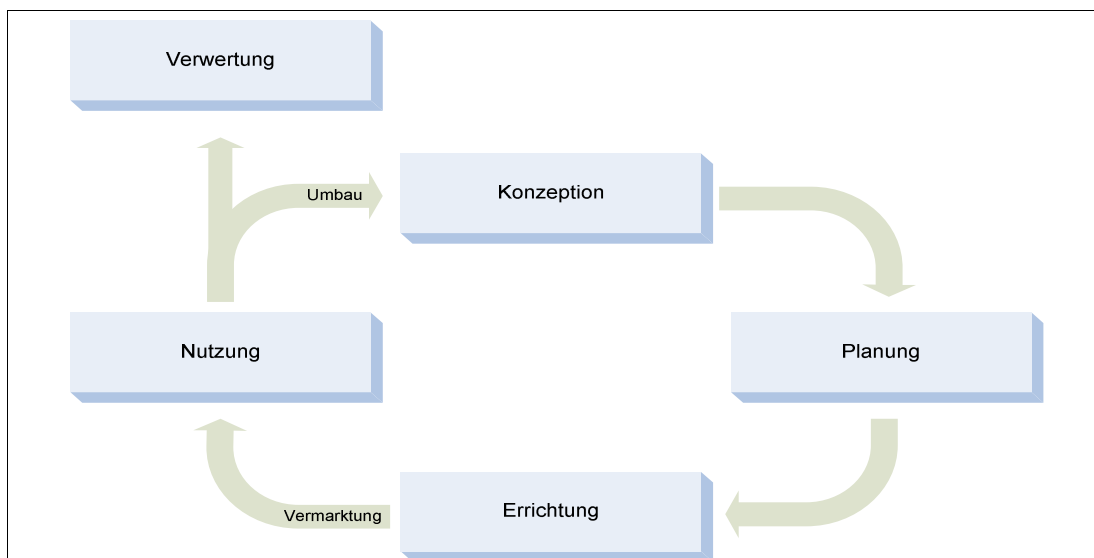 Verwertung
Umbau
Konzeption
Nutzung
Planung
Vermarktung
Errichtung